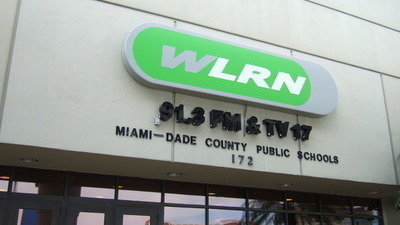 WLRN
91.3 FM & TV 17
MIAMI-DADE COUNTY PUBLIC SCHOOLS
172